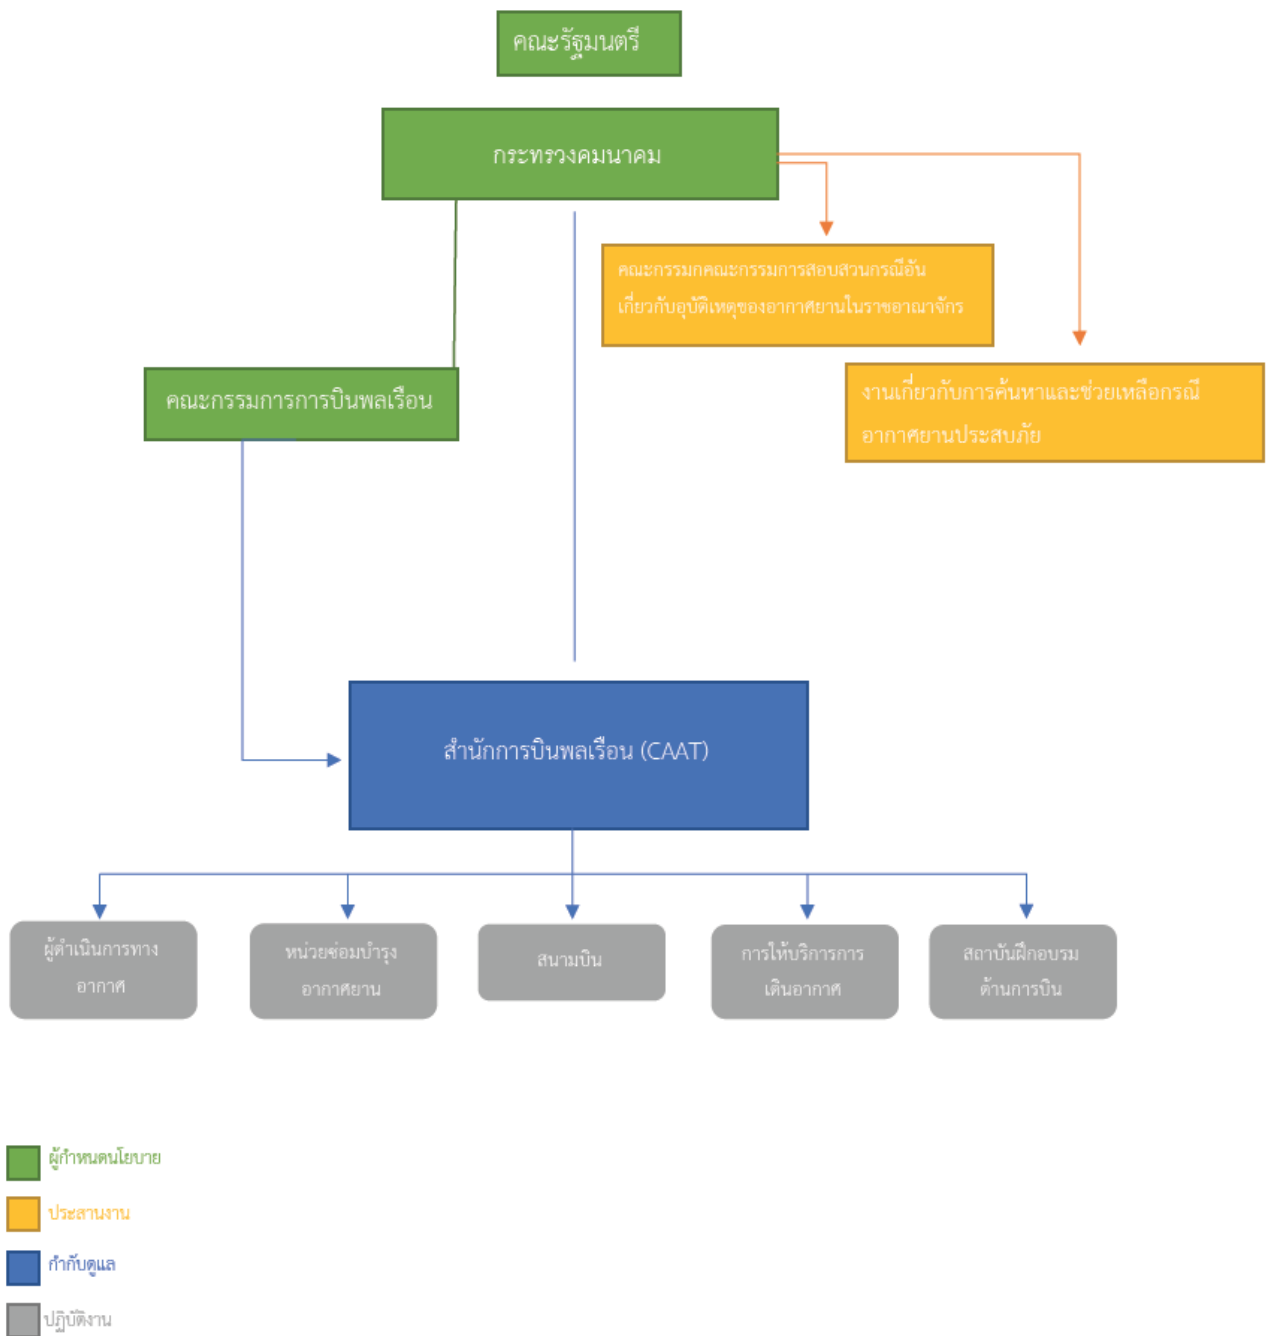 คณะรัฐมนตรี
กระทรวงคมนาคม
คณะกรรมกคณะกรรมการสอบสวนกรณีอัน
เกี่ยวกับอุบัติเหตุของอากาศยานในราชอาณาจักร
งานเกี่ยวกับการค้นหาและช่วยเหลือกรณี
อากาศยานประสบภัย
คณะกรรมการการบินพลเรือน
สำนักการบินพลเรือน (CAAT)
ผู้ดำเนินการทาง
อากาศ
หน่วยซ่อมบำรุง
อากาศยาน
สนามบิน
การให้บริการการ
เดินอากาศ
สถาบันฝึกอบรม
ด้านการบิน
ผู้กำหนดนโยบาย
ประสานงาน
กำกับดูแล
ปฏิบัติงาน